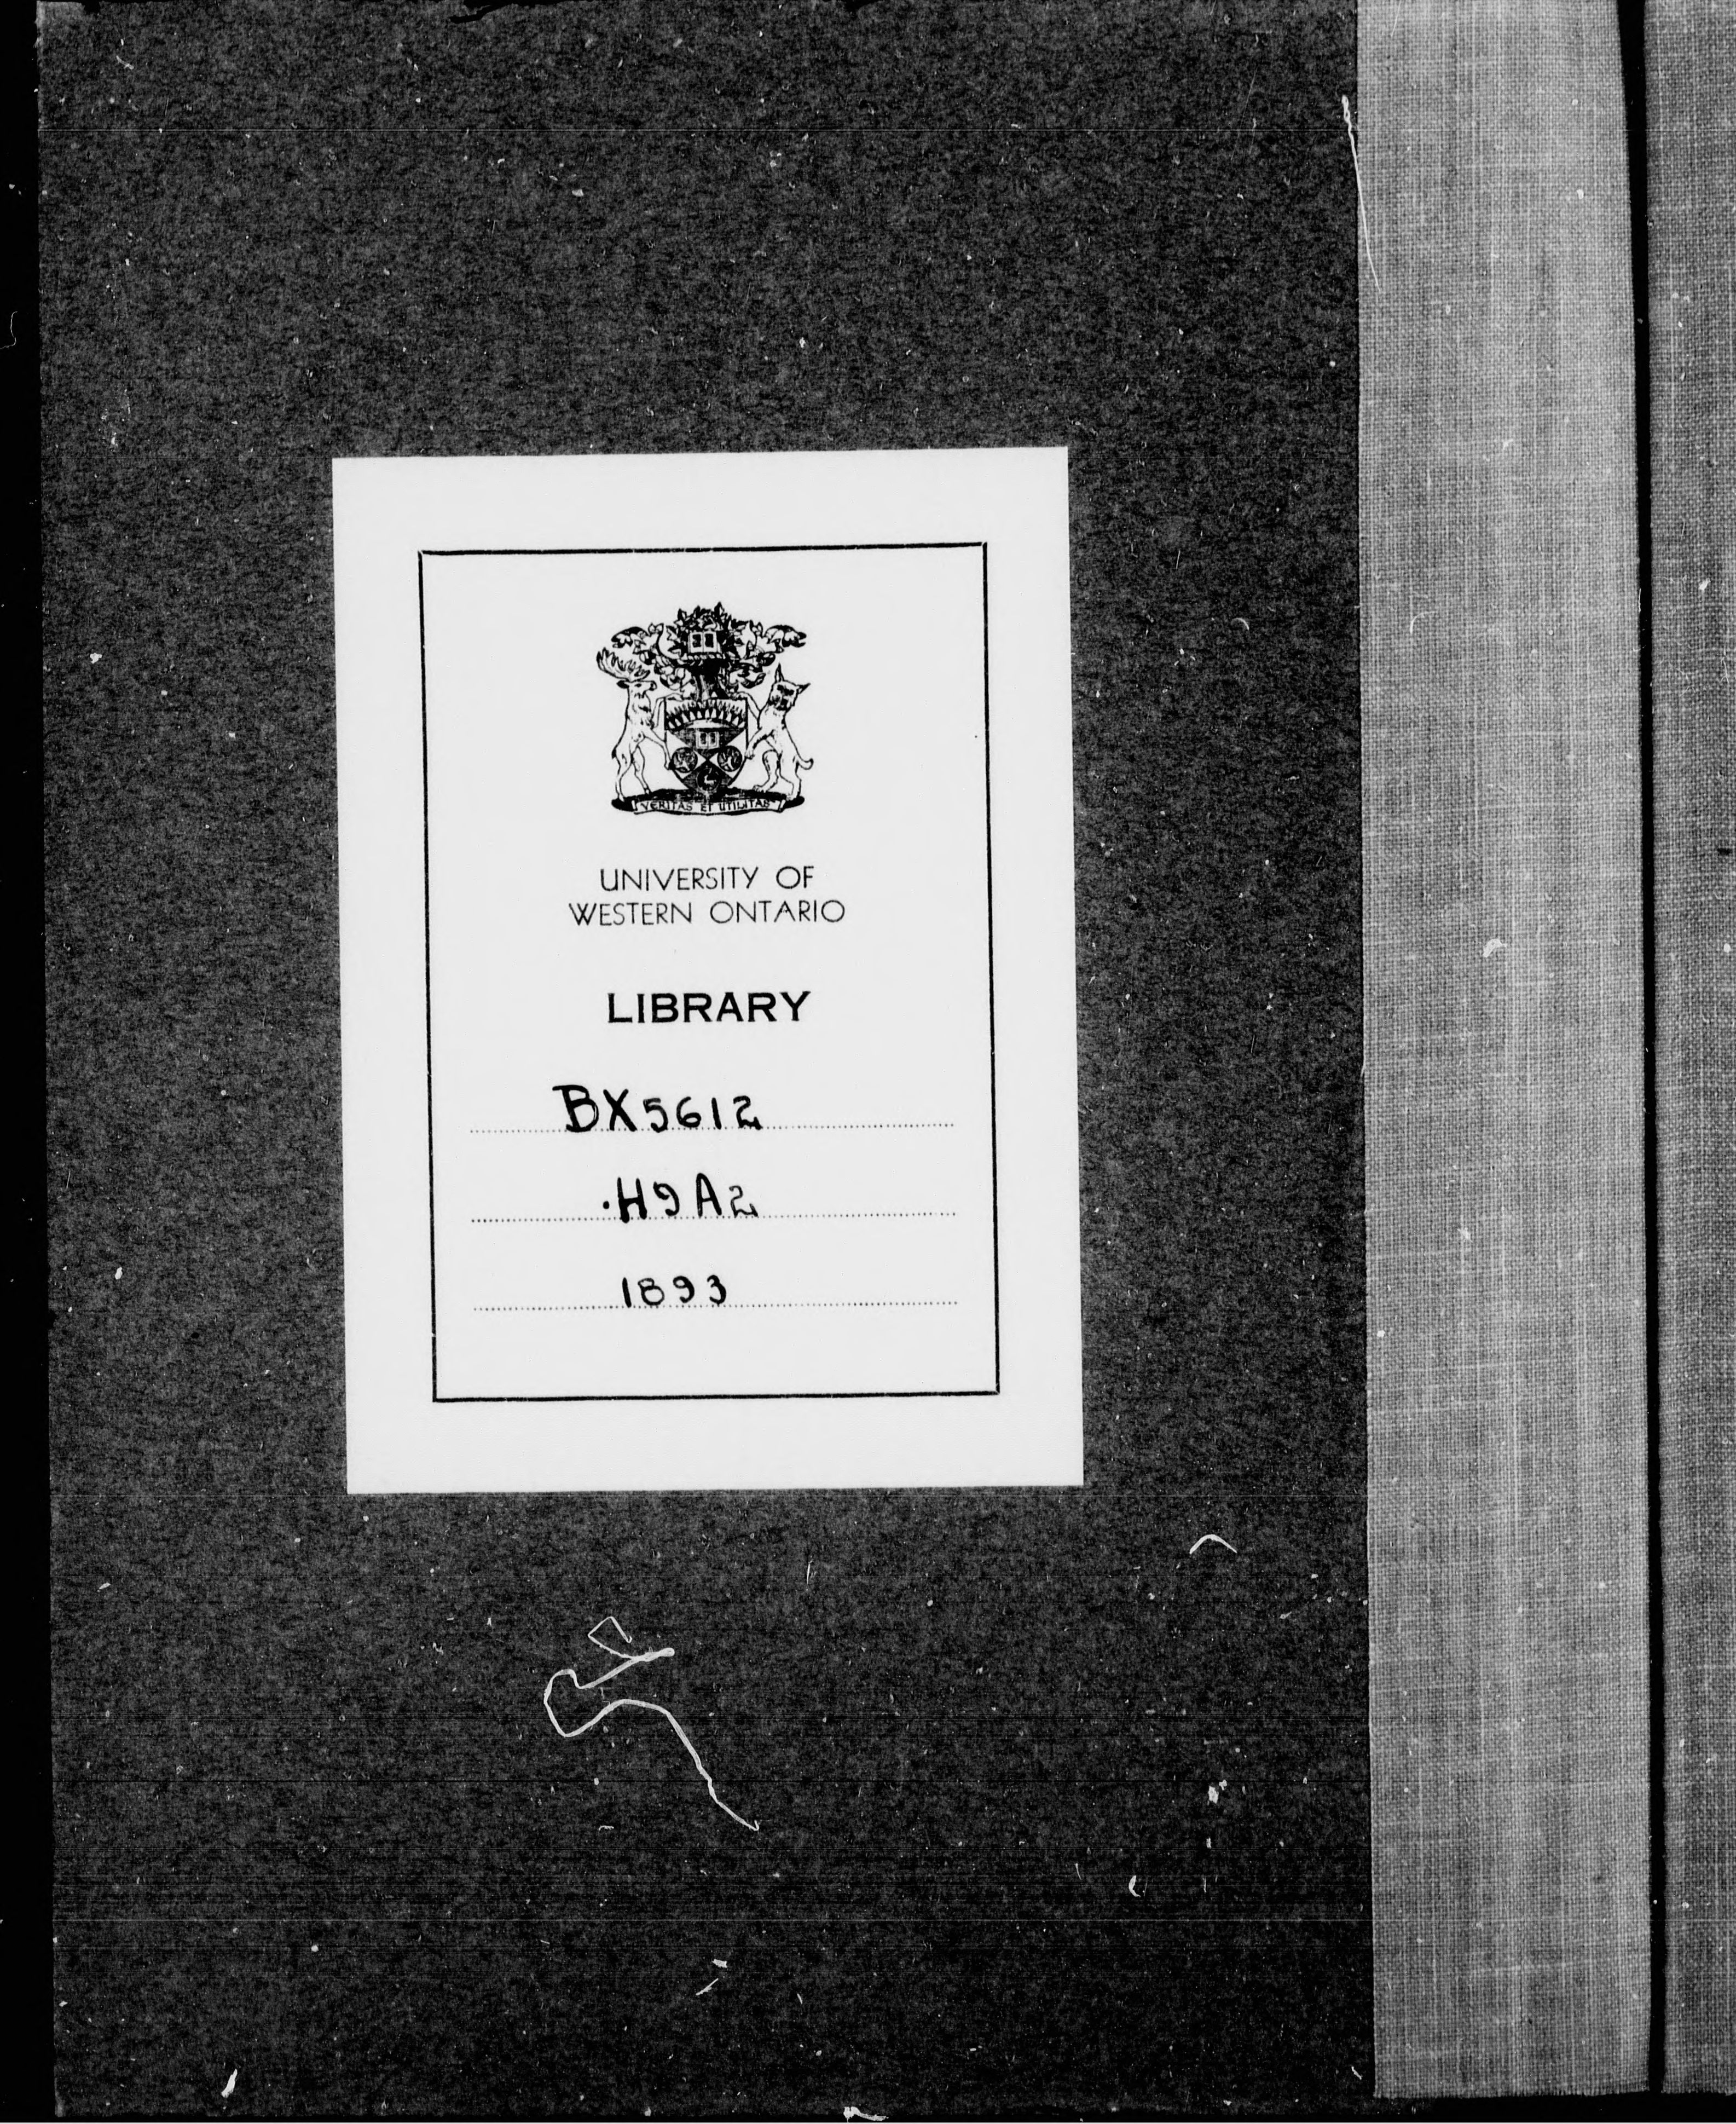 VERITAS ET UTILITAS
UNIVERSITY OF
WESTERN ONTARIO
LIBRARY
BX5612
.H9A2
1893